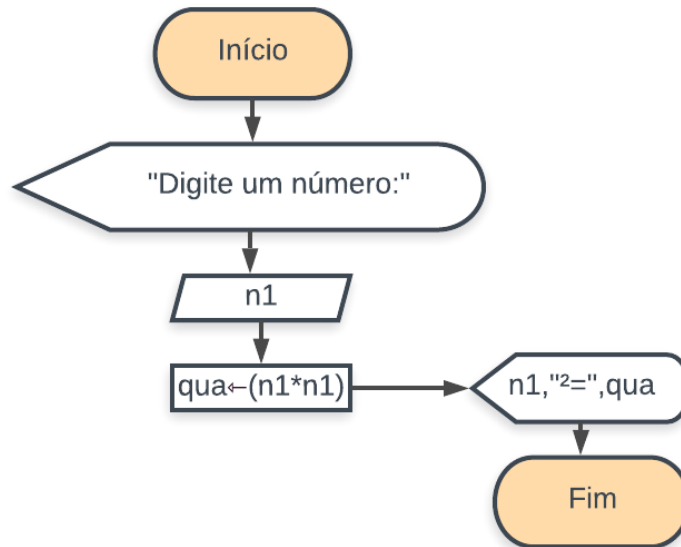 Início
"Digite um número:"
n1
qua←(n1*n1)
n1,"²=",qua
Fim